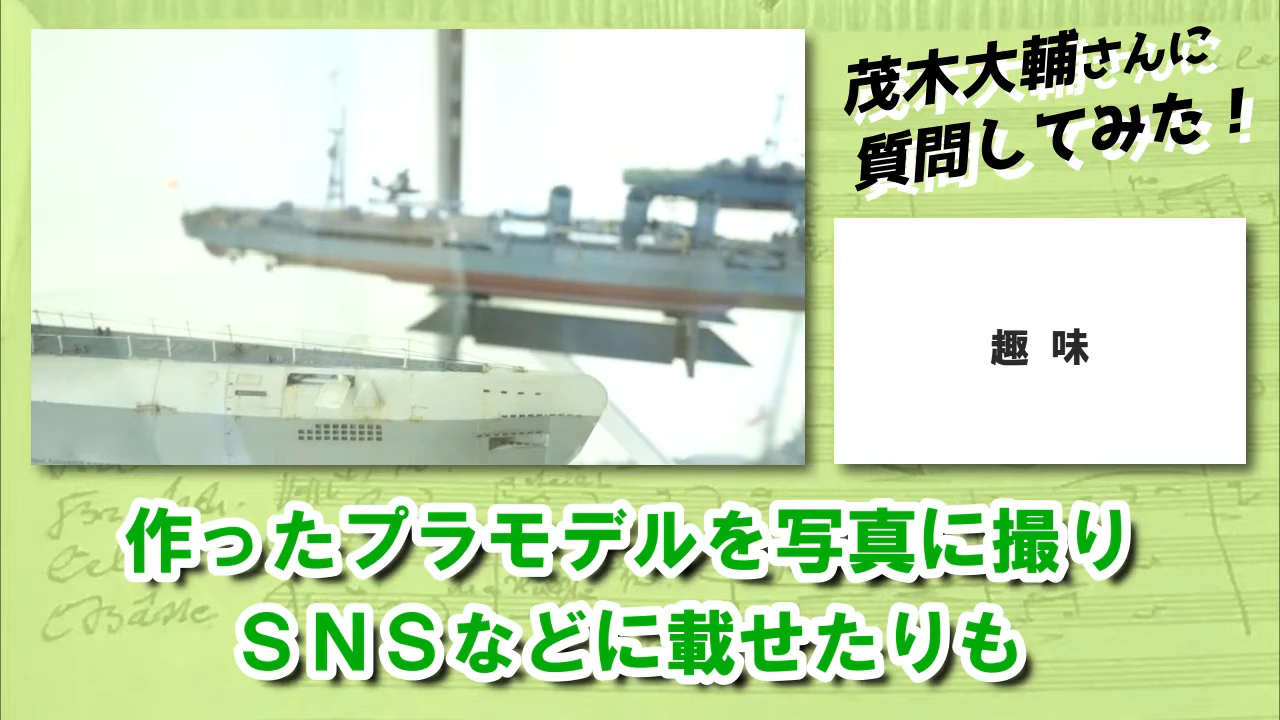 茂木大輔さんに
質問してみた！
趣味
作ったプラモデルを写真に撮り
ＳＮＳなどに載せたりも